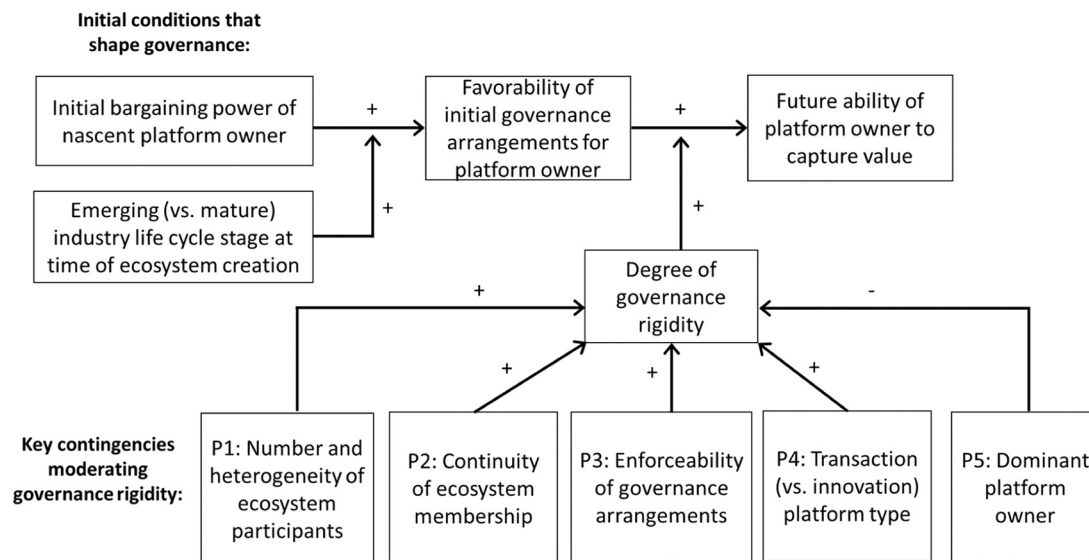 Initial conditions that
shape governance:
Initial bargaining power of
nascent platform owner
+
Favorability of
initial governance
arrangements for
platform owner
+
Future ability of
platform owner to
capture value
Emerging (vs. mature)
industry life cycle stage at
time of ecosystem creation
+
+
Degree of
governance
rigidity
+
-
+
+
+
Key contingencies
moderating
governance rigidity:
P1: Number and
heterogeneity of
ecosystem
participants
P2: Continuity
of ecosystem
membership
P3: Enforceability
of governance
arrangements
P4: Transaction
(vs. innovation)
platform type
P5: Dominant
platform
owner